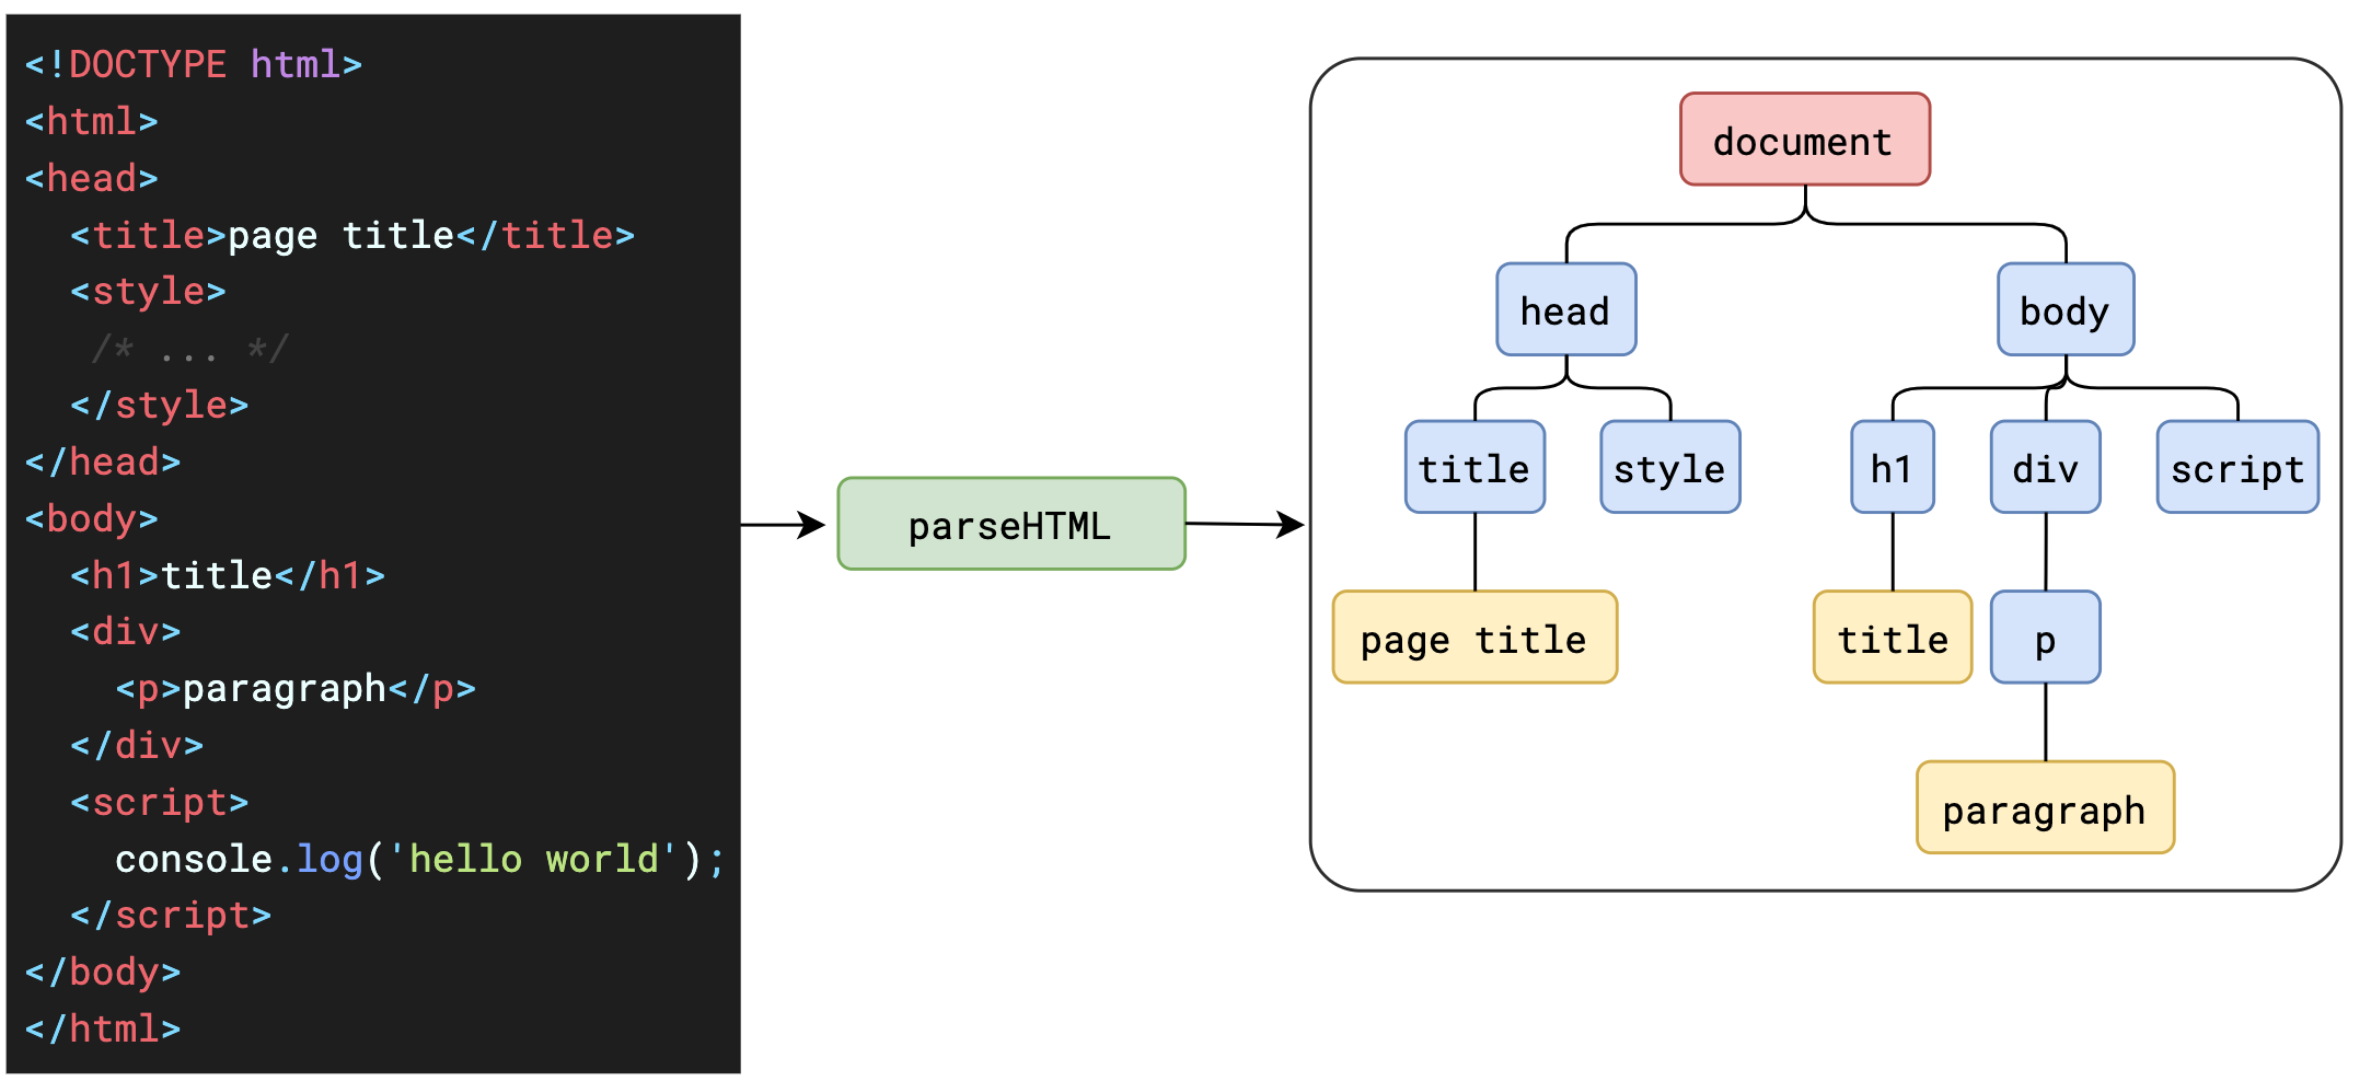 <!DOCTYPE html>
<html>
<head>
<title>page title</title>
<style>
/* ... */
</style>
</head>
<body>
<h1>title</h1>
<div>
<p>paragraph</p>
</div>
<script>
console.log('hello world');
</script>
</body>
</html>
parseHTML
document
head body
title style h1 div script
page title title p
paragraph